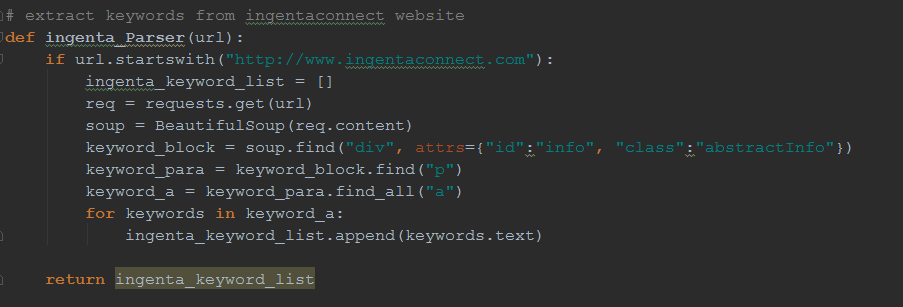 # extract keywords from ingentaconnect website
def ingenta_Parser(url):
    if url.startswith("http://www.ingentaconnect.com"):
        ingenta_keyword_list = []
        req = requests.get(url)
        soup = BeautifulSoup(req.content)
        keyword_block = soup.find("div", attrs={"id":"info", "class":"abstractInfo"})
        keyword_para = keyword_block.find("p")
        keyword_a = keyword_para.find_all("a")
        for keywords in keyword_a:
            ingenta_keyword_list.append(keywords.text)
    return ingenta_keyword_list